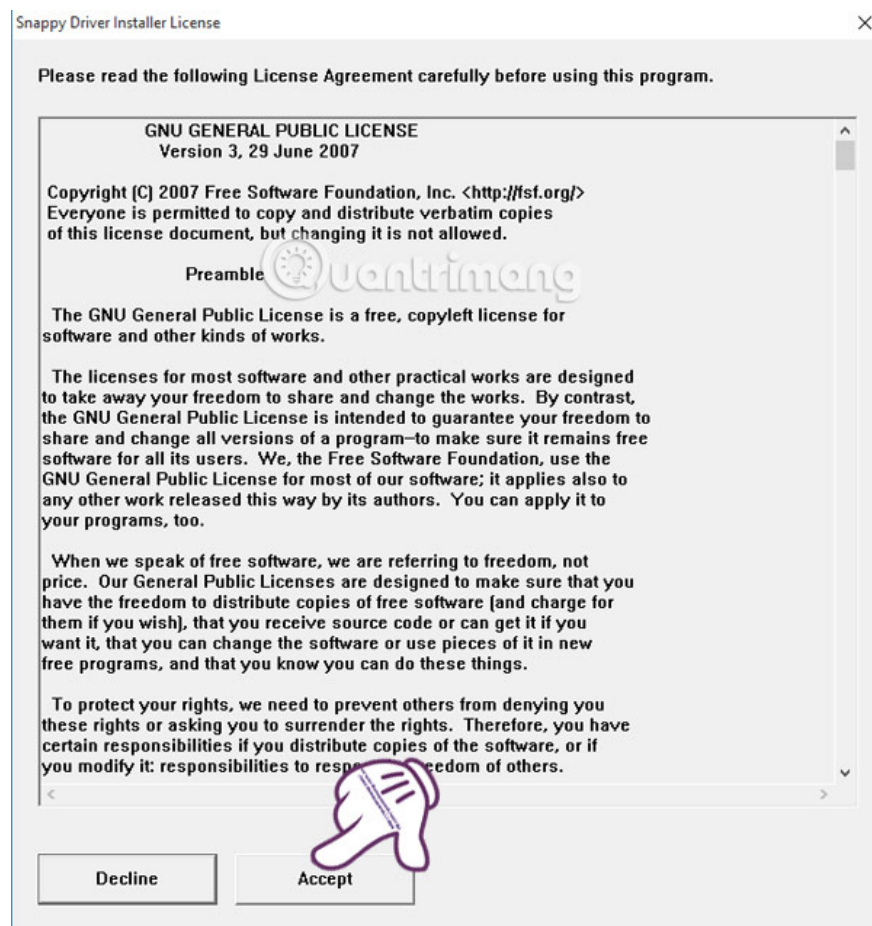 Snappy Driver Installer License
Please read the following License Agreement carefully before using this program.
GNU GENERAL PUBLIC LICENSE
Version 3, 29 June 2007
Copyright (C) 2007 Free Software Foundation, Inc. <http://fsf.org/>
Everyone is permitted to copy and distribute verbatim copies
of this license document, but changing it is not allowed.
Preamble
Quantrimang
The GNU General Public License is a free, copyleft license for
software and other kinds of works.
The licenses for most software and other practical works are designed
to take away your freedom to share and change the works.  By contrast,
the GNU General Public License is intended to guarantee your freedom to
share and change all versions of a program--to make sure it remains free
software for all its users.  We, the Free Software Foundation, use the
GNU General Public License for most of our software; it applies also to
any other work released this way by its authors.  You can apply it to
your programs, too.
When we speak of free software, we are referring to freedom, not
price.  Our General Public Licenses are designed to make sure that you
have the freedom to distribute copies of free software (and charge for
them if you wish), that you receive source code or can get it if you
want it, that you can change the software or use pieces of it in new
free programs, and that you know you can do these things.
To protect your rights, we need to prevent others from denying you
these rights or asking you to surrender the rights.  Therefore, you have
certain responsibilities if you distribute copies of the software, or if
you modify it: responsibilities to of others.
Decline
Accept